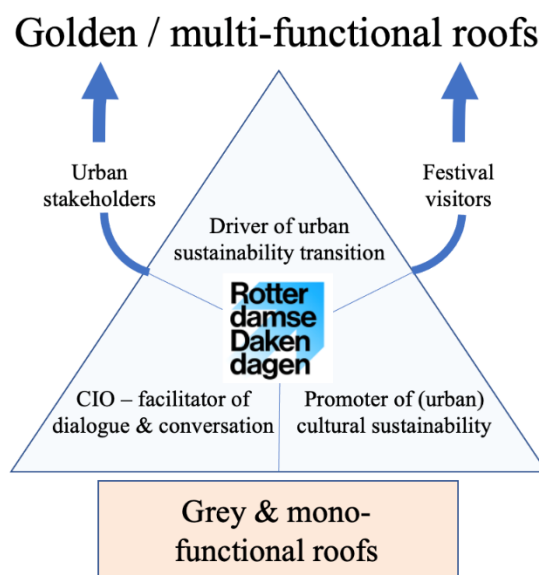 Golden / multi-functional roofs
Urban
stakeholders
Festival
visitors
Driver of urban
sustainability transition
Rotter
damse
Daken
dagen
CIO – facilitator of
dialogue & conversation
Promoter of (urban)
cultural sustainability
Grey & mono-
functional roofs